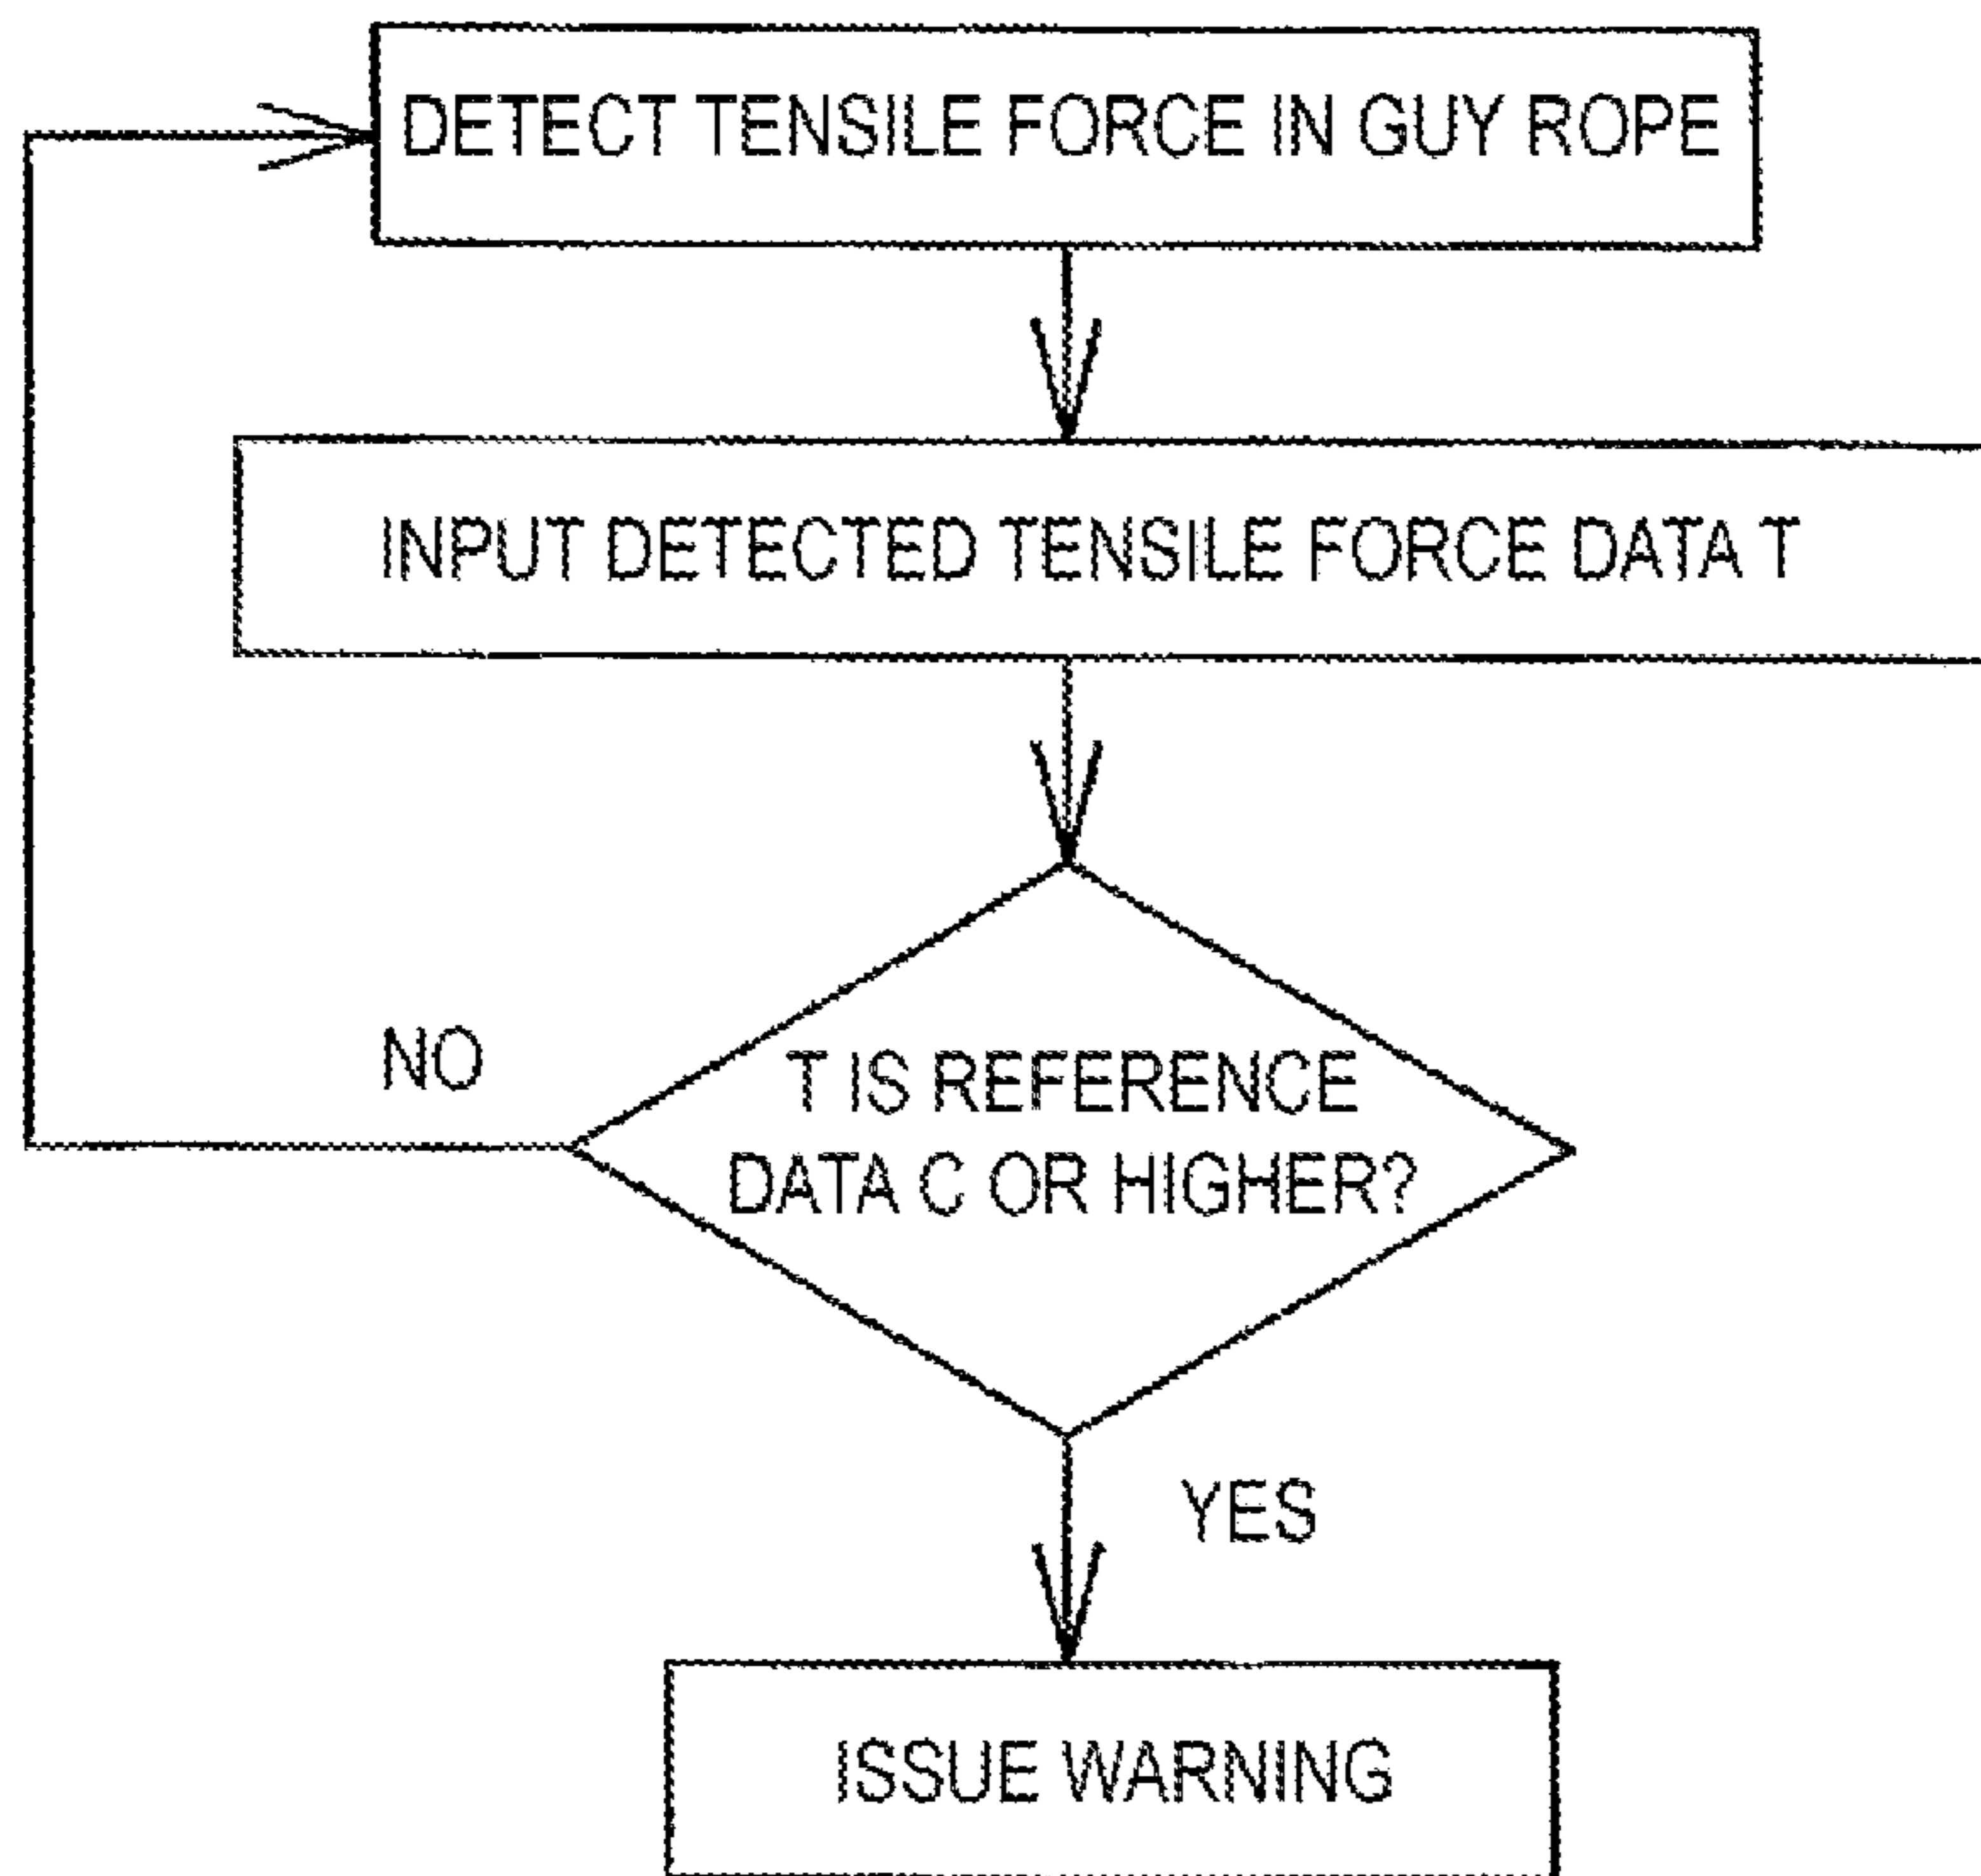 DETECT TENSILE FORCE IN GUY ROPE
INPUT DETECTED TENSILE FORCE DATA T
NO
T IS REFERENCE
DATA C OR HIGHER?
YES
ISSUE WARNING